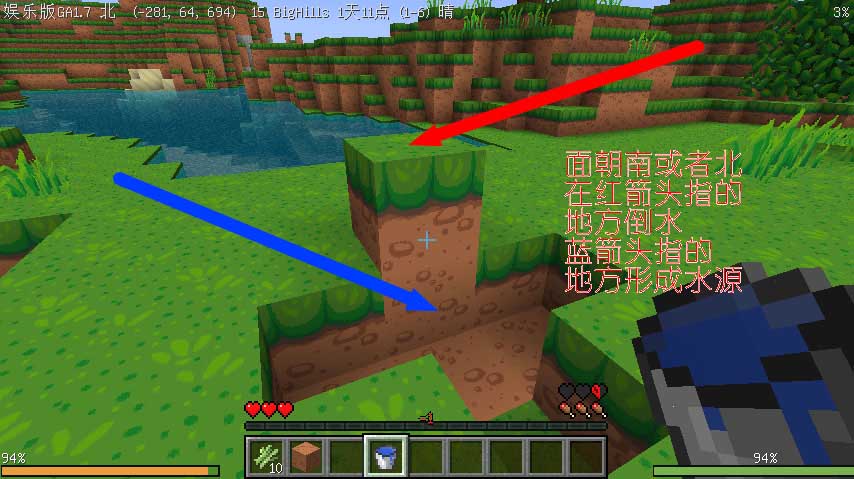 娱乐版GA1.7 北 (-281, 64, 694) 15 BigHills 1天11点 (1-6) 晴
3%
面朝南或者北
在红箭头指的
地方倒水
蓝箭头指的
地方形成水源
-1
10
94%
94%